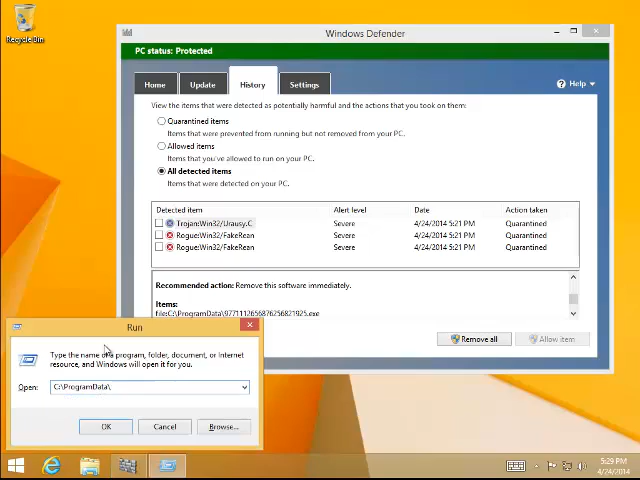 Recycle Bin
Windows Defender
PC status: Protected
Home
Update
History
Settings
Help
View the items that were detected as potentially harmful and the actions that you took on them:
Quarantined items
Items that were prevented from running but not removed from your PC.
Allowed items
Items that you've allowed to run on your PC.
All detected items
Items that were detected on your PC.
Detected item Alert level Date Action taken
Trojan:Win32/Urausy.C Severe 4/24/2014 5:21 PM Quarantined
Rogue:Win32/FakeRean Severe 4/24/2014 5:21 PM Quarantined
Rogue:Win32/FakeRean Severe 4/24/2014 5:21 PM Quarantined
Recommended action: Remove this software immediately.
Items:
file:C:\ProgramData\9771112656876256821925.exe
Remove all
Allow item
Run
Type the name of a program, folder, document, or Internet
resource, and Windows will open it for you.
Open: C:\ProgramData\
OK
Cancel
Browse...
5:29 PM
4/24/2014